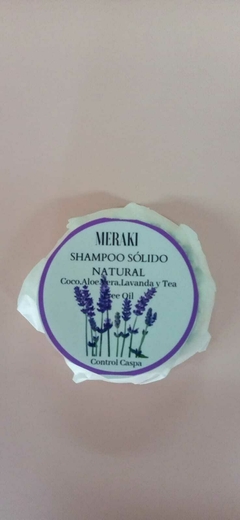 MERAKI
SHAMPOO SÓLIDO
NATURAL
Coco,Aloe Vera,Lavanda y Tea
Tree Oil
Control Caspa